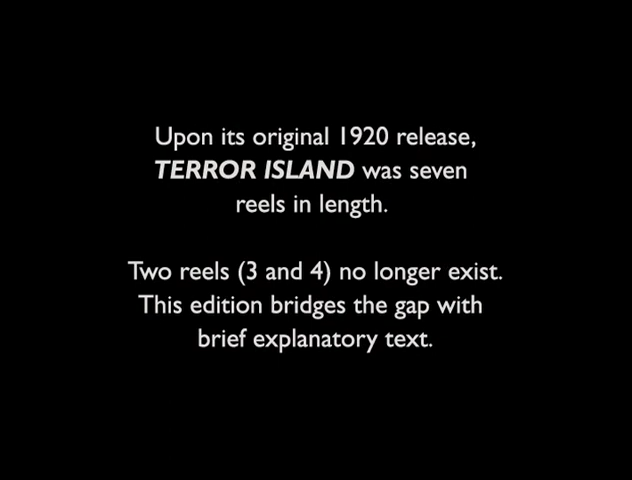 Upon its original 1920 release,
TERROR ISLAND was seven
reels in length.
Two reels (3 and 4) no longer exist.
This edition bridges the gap with
brief explanatory text.